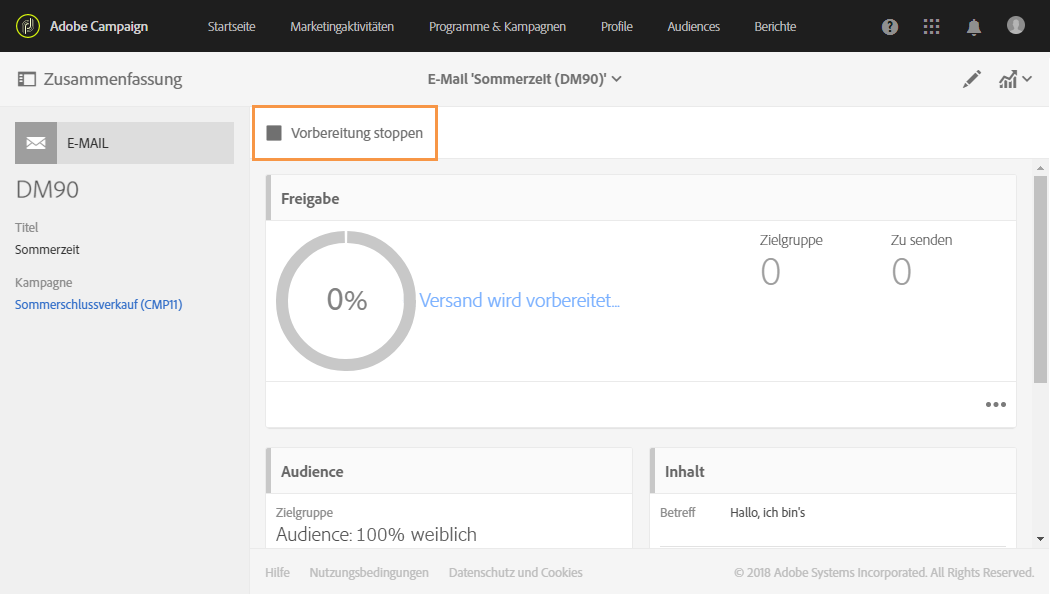 Adobe Campaign Startseite Marketingaktivitäten Programme & Kampagnen Profile Audiences Berichte
Zusammenfassung E-Mail 'Sommerzeit (DM90)'
E-MAIL
DM90
Titel
Sommerzeit
Kampagne
Sommerschlussverkauf (CMP11)
Vorbereitung stoppen
Freigabe
0%
Versand wird vorbereitet...
Zielgruppe
0
Zu senden
0
Audience
Zielgruppe
Audience: 100% weiblich
Inhalt
Betreff Hallo, ich bin's
Hilfe Nutzungsbedingungen Datenschutz und Cookies © 2018 Adobe Systems Incorporated. All Rights Reserved.